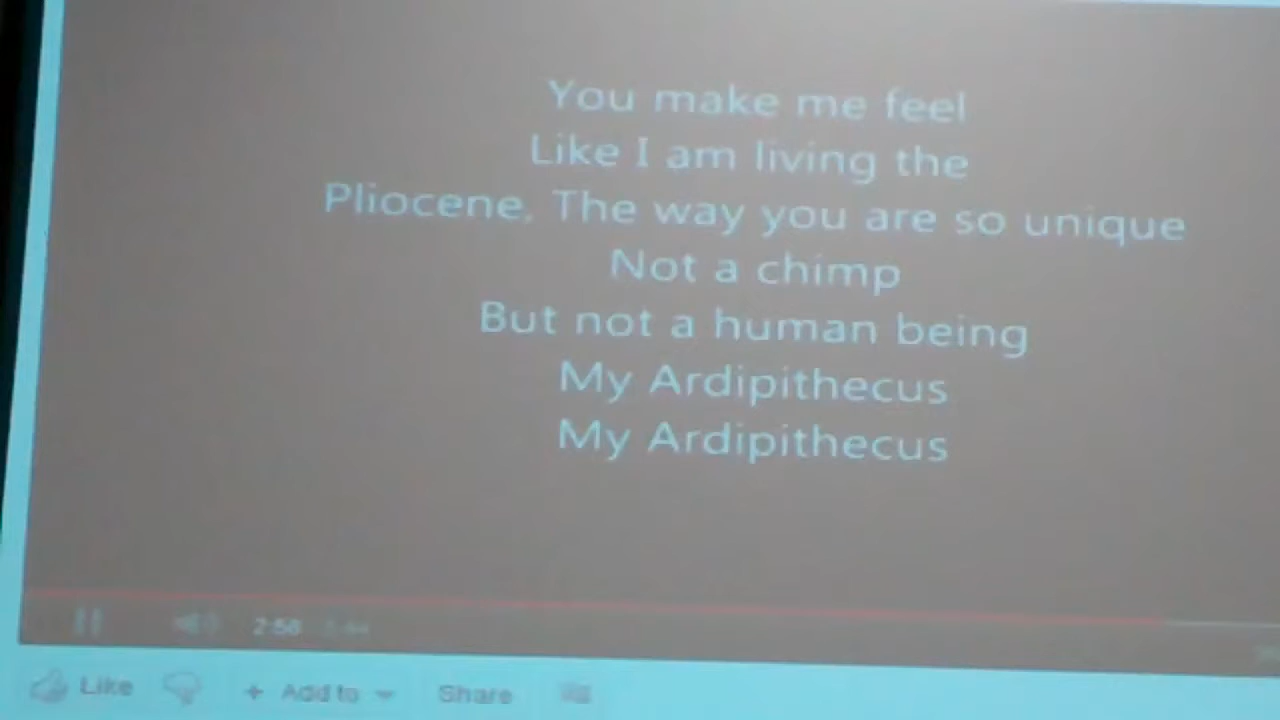 You make me feel
Like I am living the
Pliocene. The way you are so unique
Not a chimp
But not a human being
My Ardipithecus
My Ardipithecus
2:58
Like
+ Add to
Share